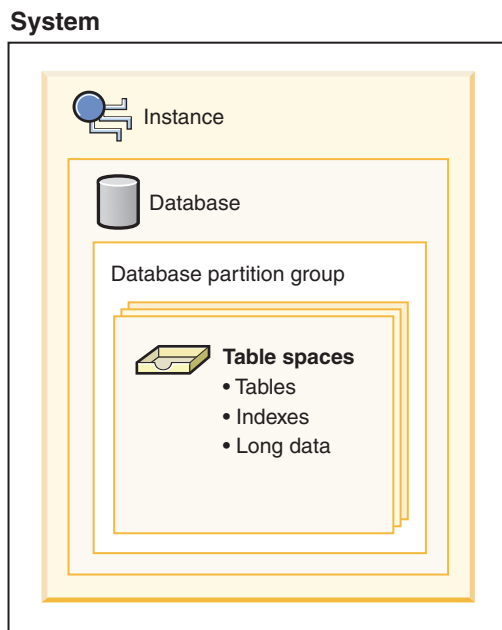 System
Instance
Database
Database partition group
Table spaces
• Tables
• Indexes
• Long data